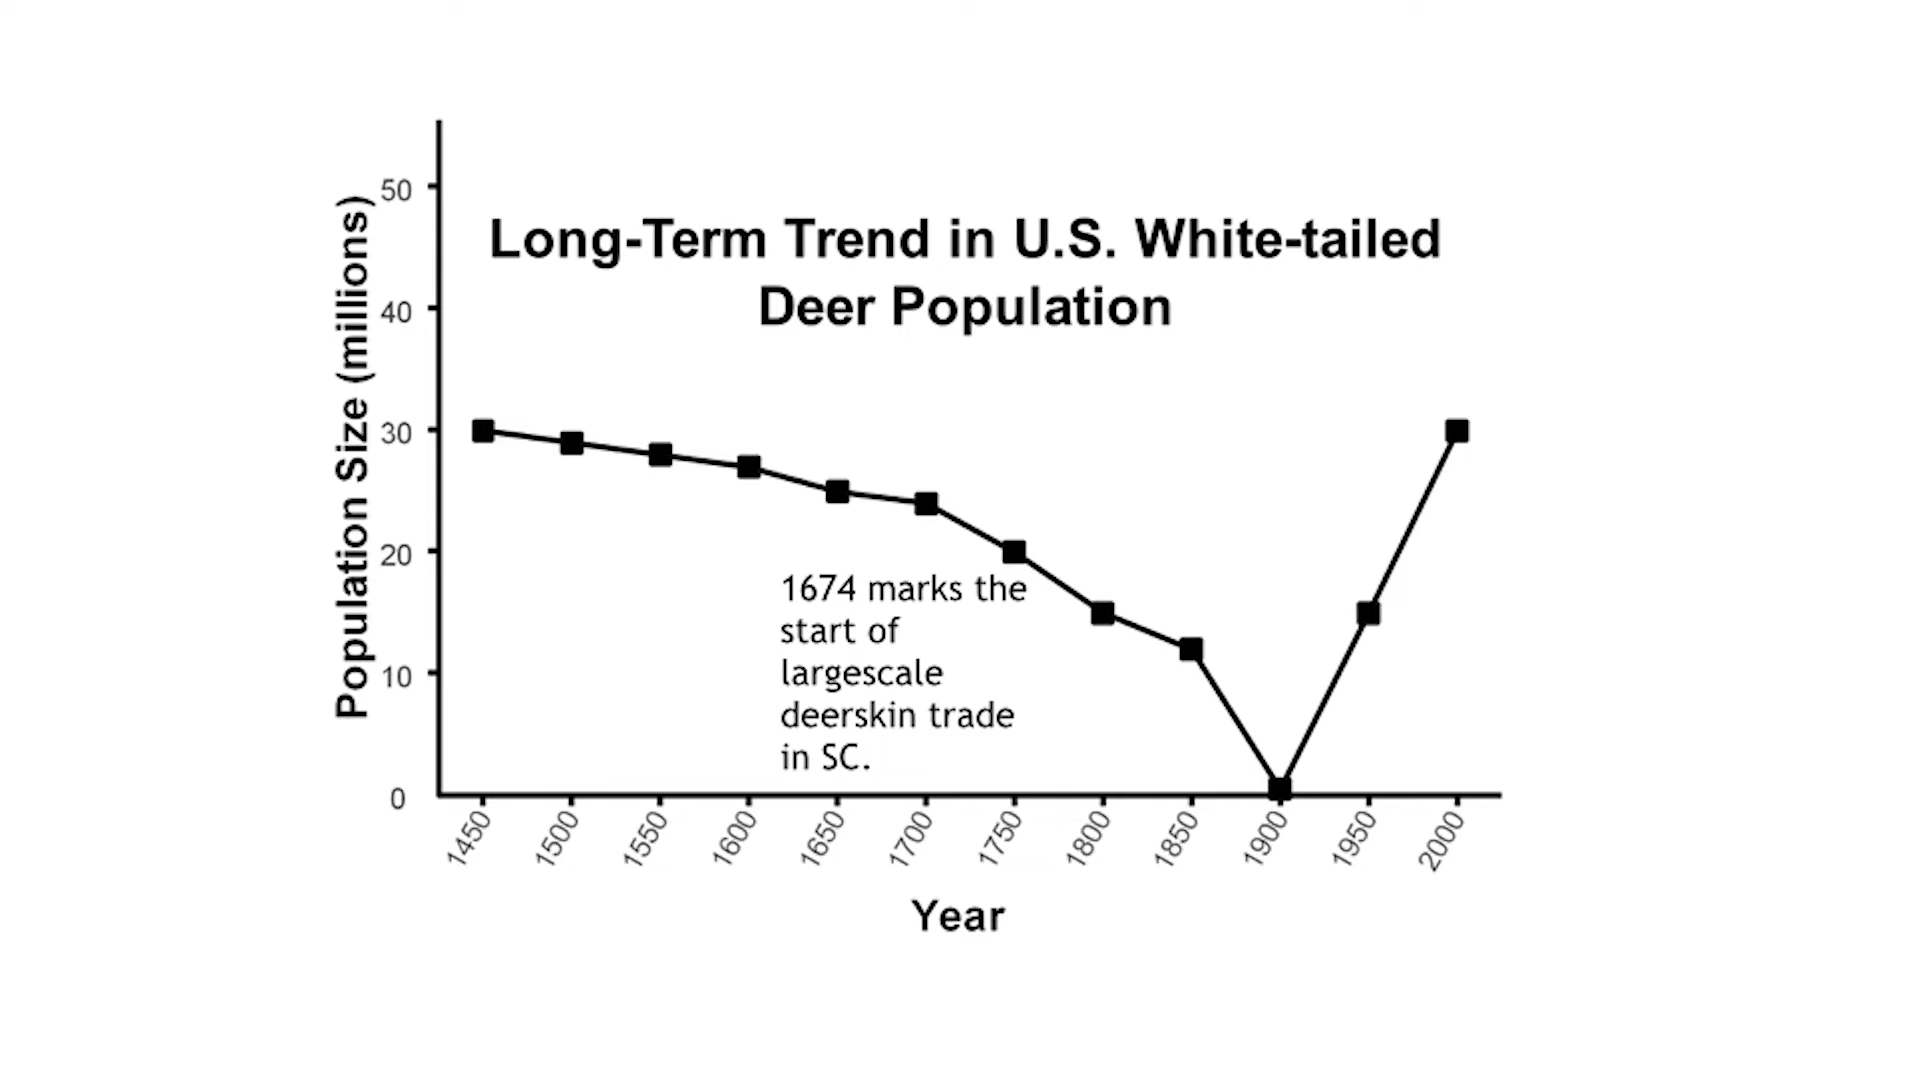 Long-Term Trend in U.S. White-tailed
Deer Population
Population Size (millions)
50
40
30
20
10
0
1674 marks the
start of
largescale
deerskin trade
in SC.
1450
1500
1550
1600
1650
1700
1750
1800
1850
1900
1950
2000
Year